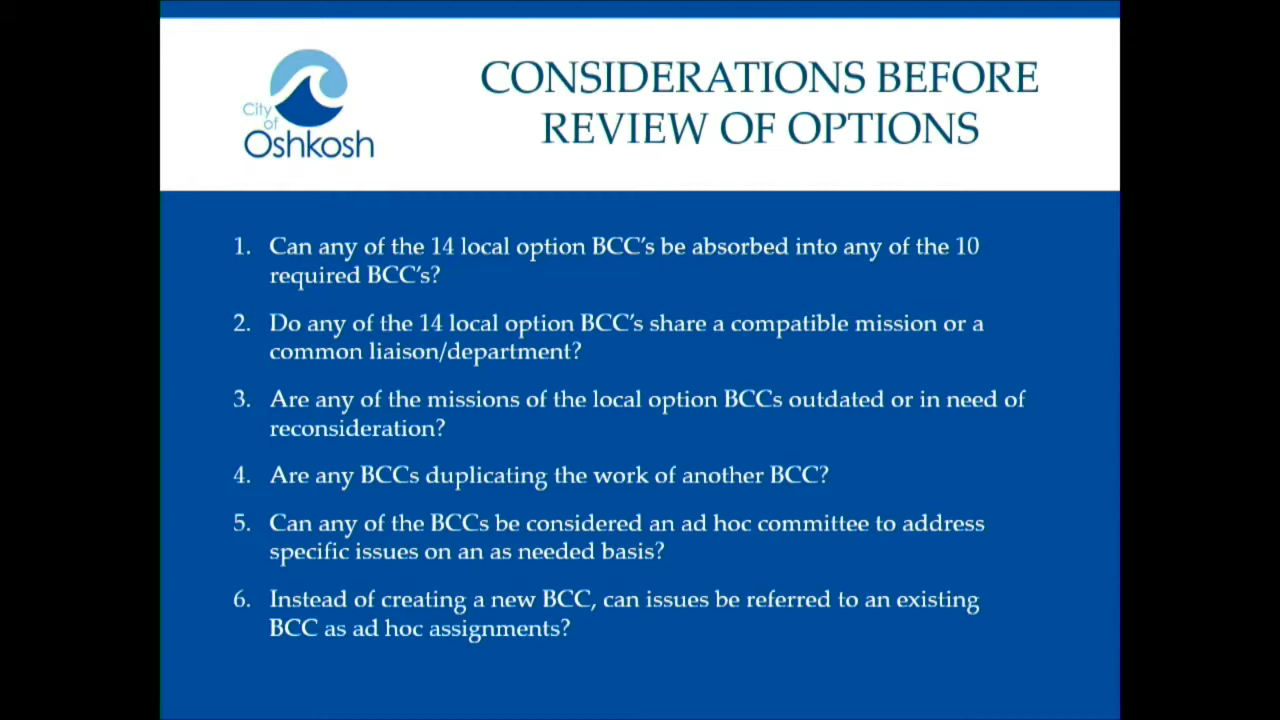 City
of
Oshkosh
CONSIDERATIONS BEFORE
REVIEW OF OPTIONS
1. Can any of the 14 local option BCC's be absorbed into any of the 10
required BCC's?
2. Do any of the 14 local option BCC's share a compatible mission or a
common liaison/department?
3. Are any of the missions of the local option BCCs outdated or in need of
reconsideration?
4. Are any BCCs duplicating the work of another BCC?
5. Can any of the BCCs be considered an ad hoc committee to address
specific issues on an as needed basis?
6. Instead of creating a new BCC, can issues be referred to an existing
BCC as ad hoc assignments?